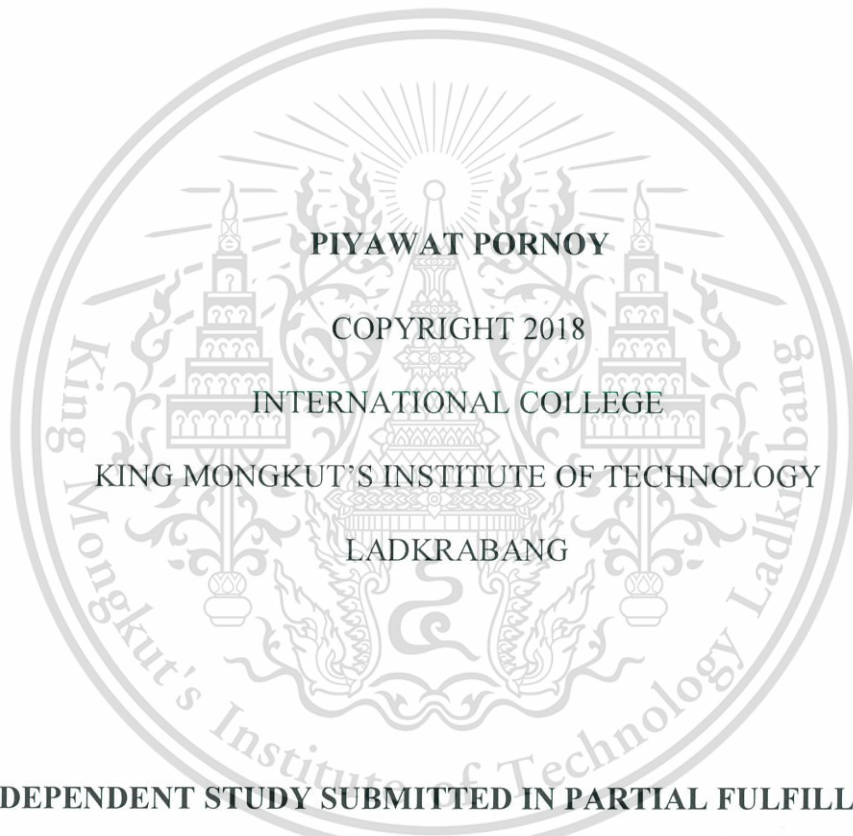 PIYAWAT PORNOY
COPYRIGHT 2018
INTERNATIONAL COLLEGE
KING MONGKUT'S INSTITUTE OF TECHNOLOGY
LADKRABANG
King Mongkut's Institute of Technology Ladkrabang
DEPENDENT STUDY SUBMITTED IN PARTIAL FULFILL